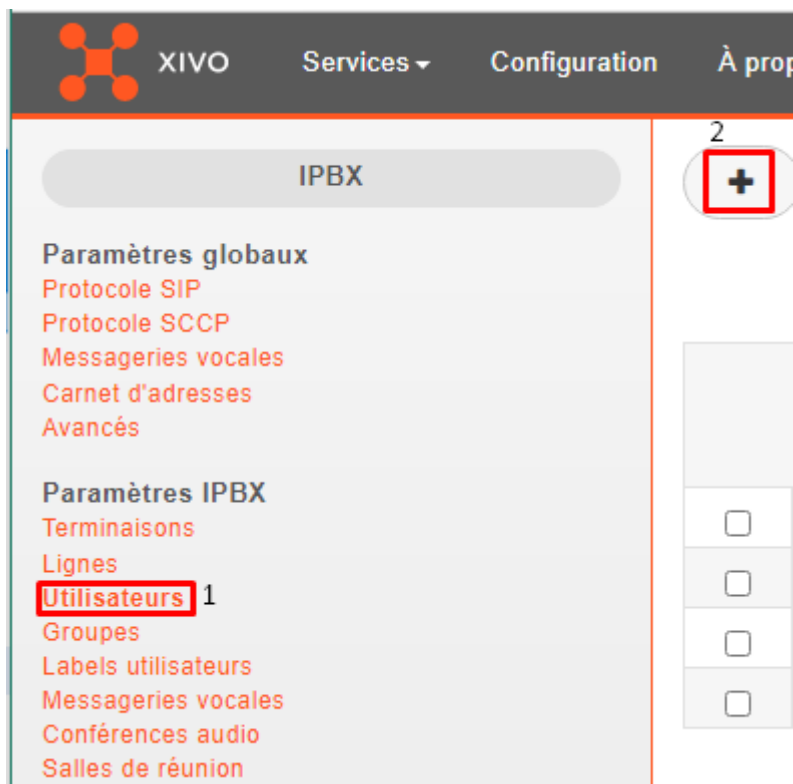 XIVO Services Configuration À prop
2
IPBX
Paramètres globaux
Protocole SIP
Protocole SCCP
Messageries vocales
Carnet d'adresses
Avancés
Paramètres IPBX
Terminaisons
Lignes
Utilisateurs 1
Groupes
Labels utilisateurs
Messageries vocales
Conférences audio
Salles de réunion